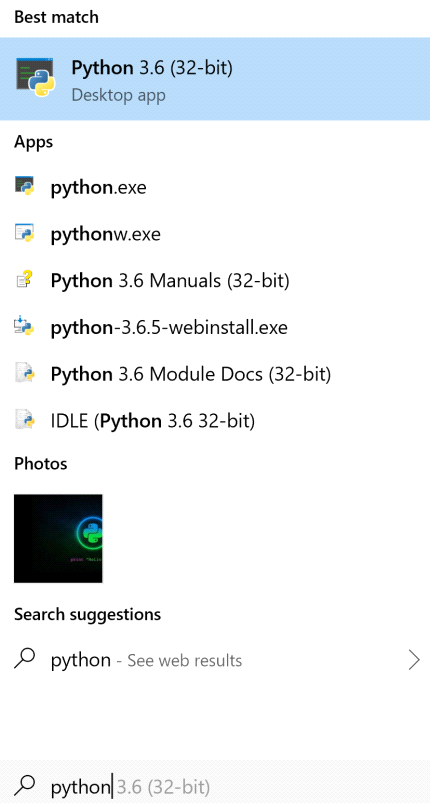 Best match
Python 3.6 (32-bit)
Desktop app
Apps
python.exe
pythonw.exe
Python 3.6 Manuals (32-bit)
python-3.6.5-webinstall.exe
Python 3.6 Module Docs (32-bit)
IDLE (Python 3.6 32-bit)
Photos
Search suggestions
python - See web results
python 3.6 (32-bit)